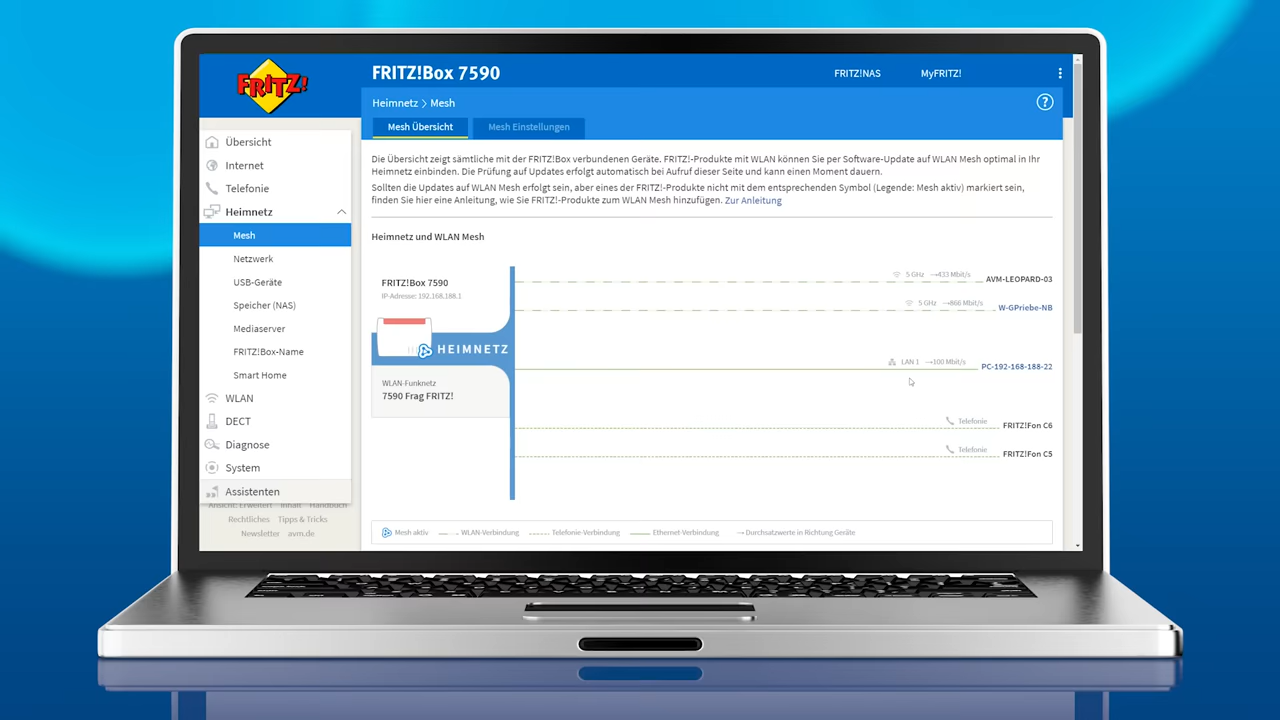 FRITZ!
FRITZ!Box 7590
FRITZ!NAS
MyFRITZ!
Heimnetz > Mesh
?
Mesh Übersicht
Mesh Einstellungen
Übersicht
Internet
Telefonie
Heimnetz
Mesh
Netzwerk
USB-Geräte
Speicher (NAS)
Mediaserver
FRITZ!Box-Name
Smart Home
WLAN
DECT
Diagnose
System
Assistenten
Ansicht: Erweitert Inhalt Handbuch
Rechtliches Tipps & Tricks
Newsletter avm.de
Die Übersicht zeigt sämtliche mit der FRITZ!Box verbundenen Geräte. FRITZ!-Produkte mit WLAN können Sie per Software-Update auf WLAN Mesh optimal in Ihr
Heimnetz einbinden. Die Prüfung auf Updates erfolgt automatisch bei Aufruf dieser Seite und kann einen Moment dauern.
Sollten die Updates auf WLAN Mesh erfolgt sein, aber eines der FRITZ!-Produkte nicht mit dem entsprechenden Symbol (Legende: Mesh aktiv) markiert sein,
finden Sie hier eine Anleitung, wie Sie FRITZ!-Produkte zum WLAN Mesh hinzufügen. Zur Anleitung
Heimnetz und WLAN Mesh
FRITZ!Box 7590
IP-Adresse: 192.168.188.1
HEIMNETZ
WLAN-Funknetz
7590 Frag FRITZ!
5 GHz →433 Mbit/s
AVM-LEOPARD-03
5 GHz →866 Mbit/s
W-GPriebe-NB
LAN 1 →100 Mbit/s
PC-192-168-188-22
Telefonie
FRITZ!Fon C6
Telefonie
FRITZ!Fon C5
Mesh aktiv WLAN-Verbindung Telefonie-Verbindung Ethernet-Verbindung → Durchsatzwerte in Richtung Geräte